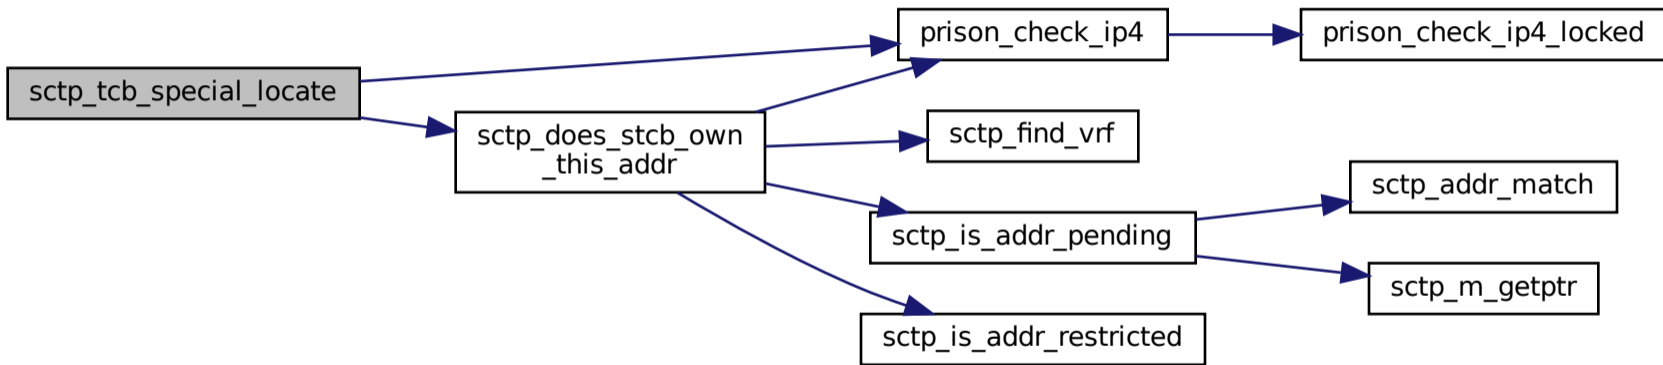 sctp_tcb_special_locate
prison_check_ip4
prison_check_ip4_locked
sctp_does_stcb_own
_this_addr
sctp_find_vrf
sctp_is_addr_pending
sctp_addr_match
sctp_m_getptr
sctp_is_addr_restricted